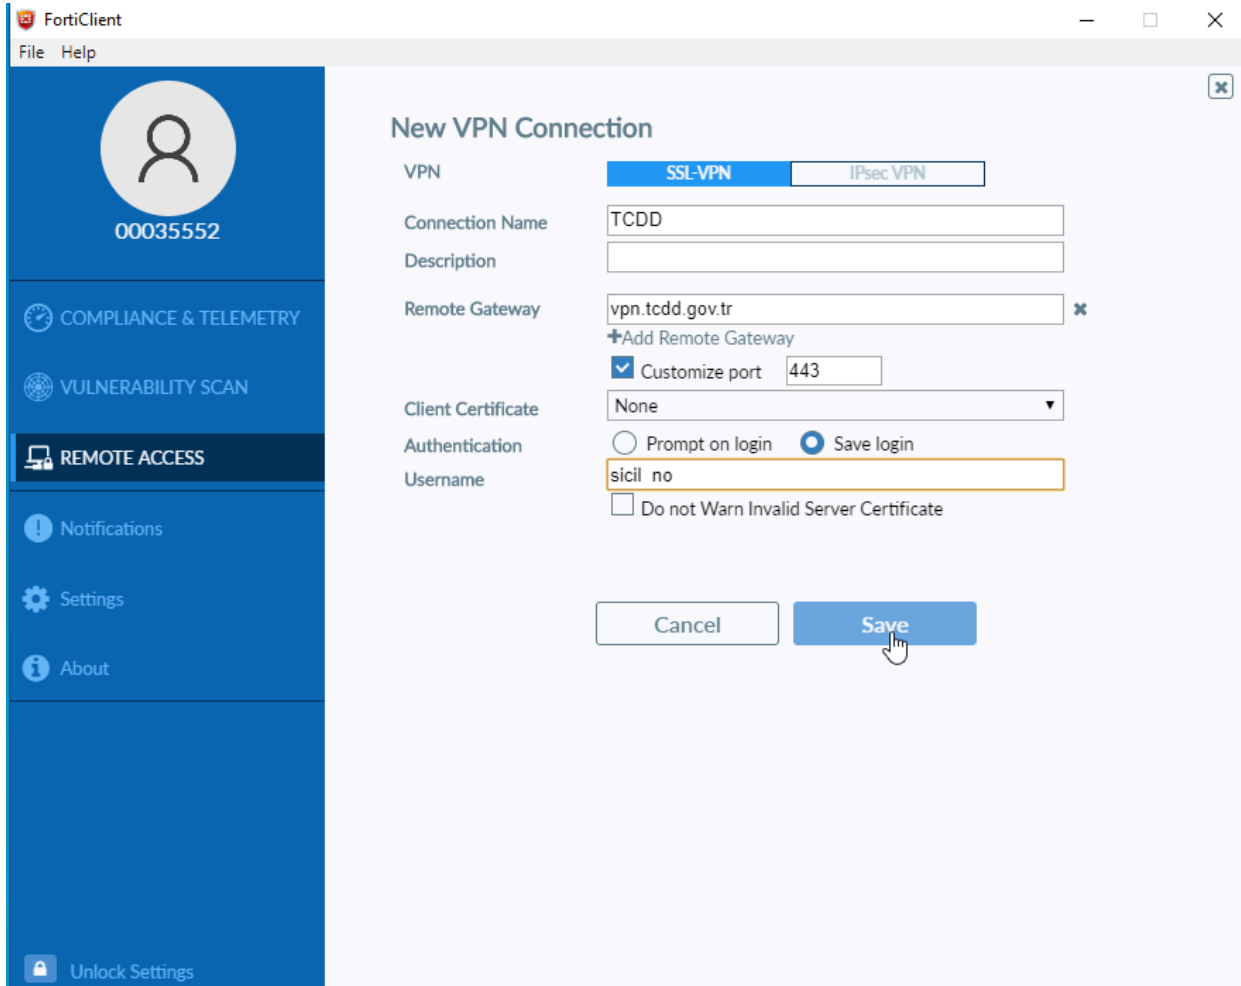 FortiClient
File Help
00035552
COMPLIANCE & TELEMETRY
VULNERABILITY SCAN
REMOTE ACCESS
Notifications
Settings
About
Unlock Settings
New VPN Connection
VPN SSL-VPN IPsec VPN
Connection Name TCDD
Description
Remote Gateway vpn.tcdd.gov.tr
+Add Remote Gateway
Customize port 443
Client Certificate None
Authentication Prompt on login Save login
Username sicil no
Do not Warn Invalid Server Certificate
Cancel Save